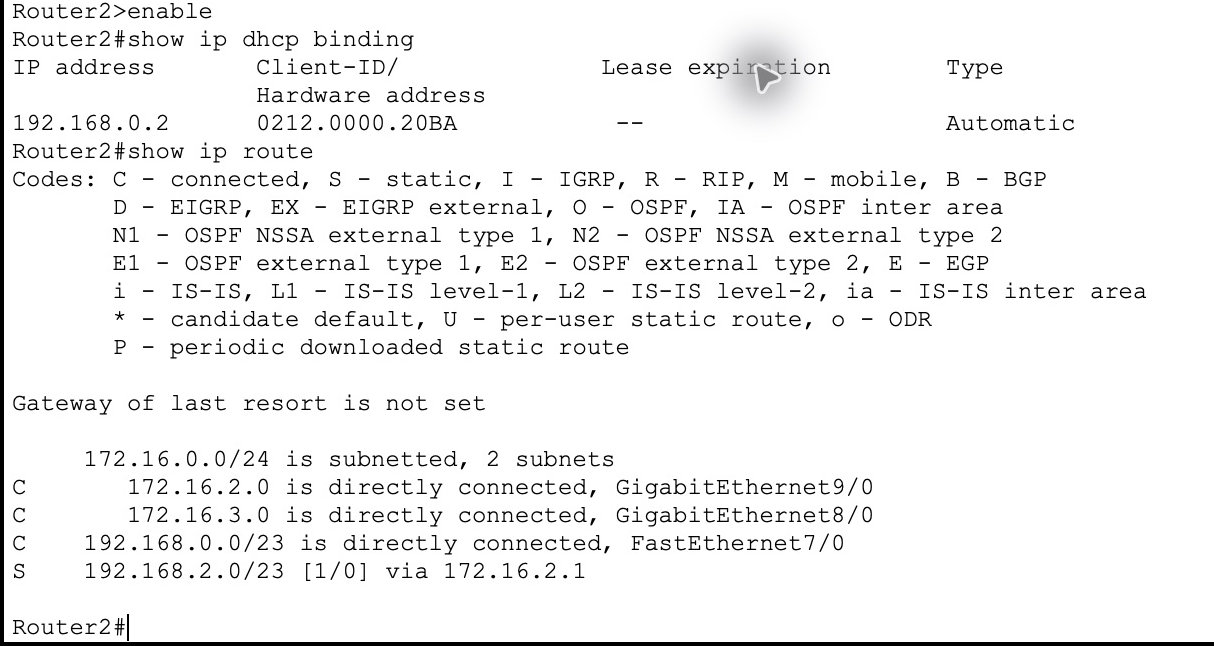 Router2>enable
Router2#show ip dhcp binding
IP address       Client-ID/              Lease expiration        Type
                 Hardware address
192.168.0.2      0212.0000.20BA           --                     Automatic
Router2#show ip route
Codes: C - connected, S - static, I - IGRP, R - RIP, M - mobile, B - BGP
       D - EIGRP, EX - EIGRP external, O - OSPF, IA - OSPF inter area
       N1 - OSPF NSSA external type 1, N2 - OSPF NSSA external type 2
       E1 - OSPF external type 1, E2 - OSPF external type 2, E - EGP
       i - IS-IS, L1 - IS-IS level-1, L2 - IS-IS level-2, ia - IS-IS inter area
       * - candidate default, U - per-user static route, o - ODR
       P - periodic downloaded static route
Gateway of last resort is not set
     172.16.0.0/24 is subnetted, 2 subnets
C       172.16.2.0 is directly connected, GigabitEthernet9/0
C       172.16.3.0 is directly connected, GigabitEthernet8/0
C    192.168.0.0/23 is directly connected, FastEthernet7/0
S    192.168.2.0/23 [1/0] via 172.16.2.1
Router2#